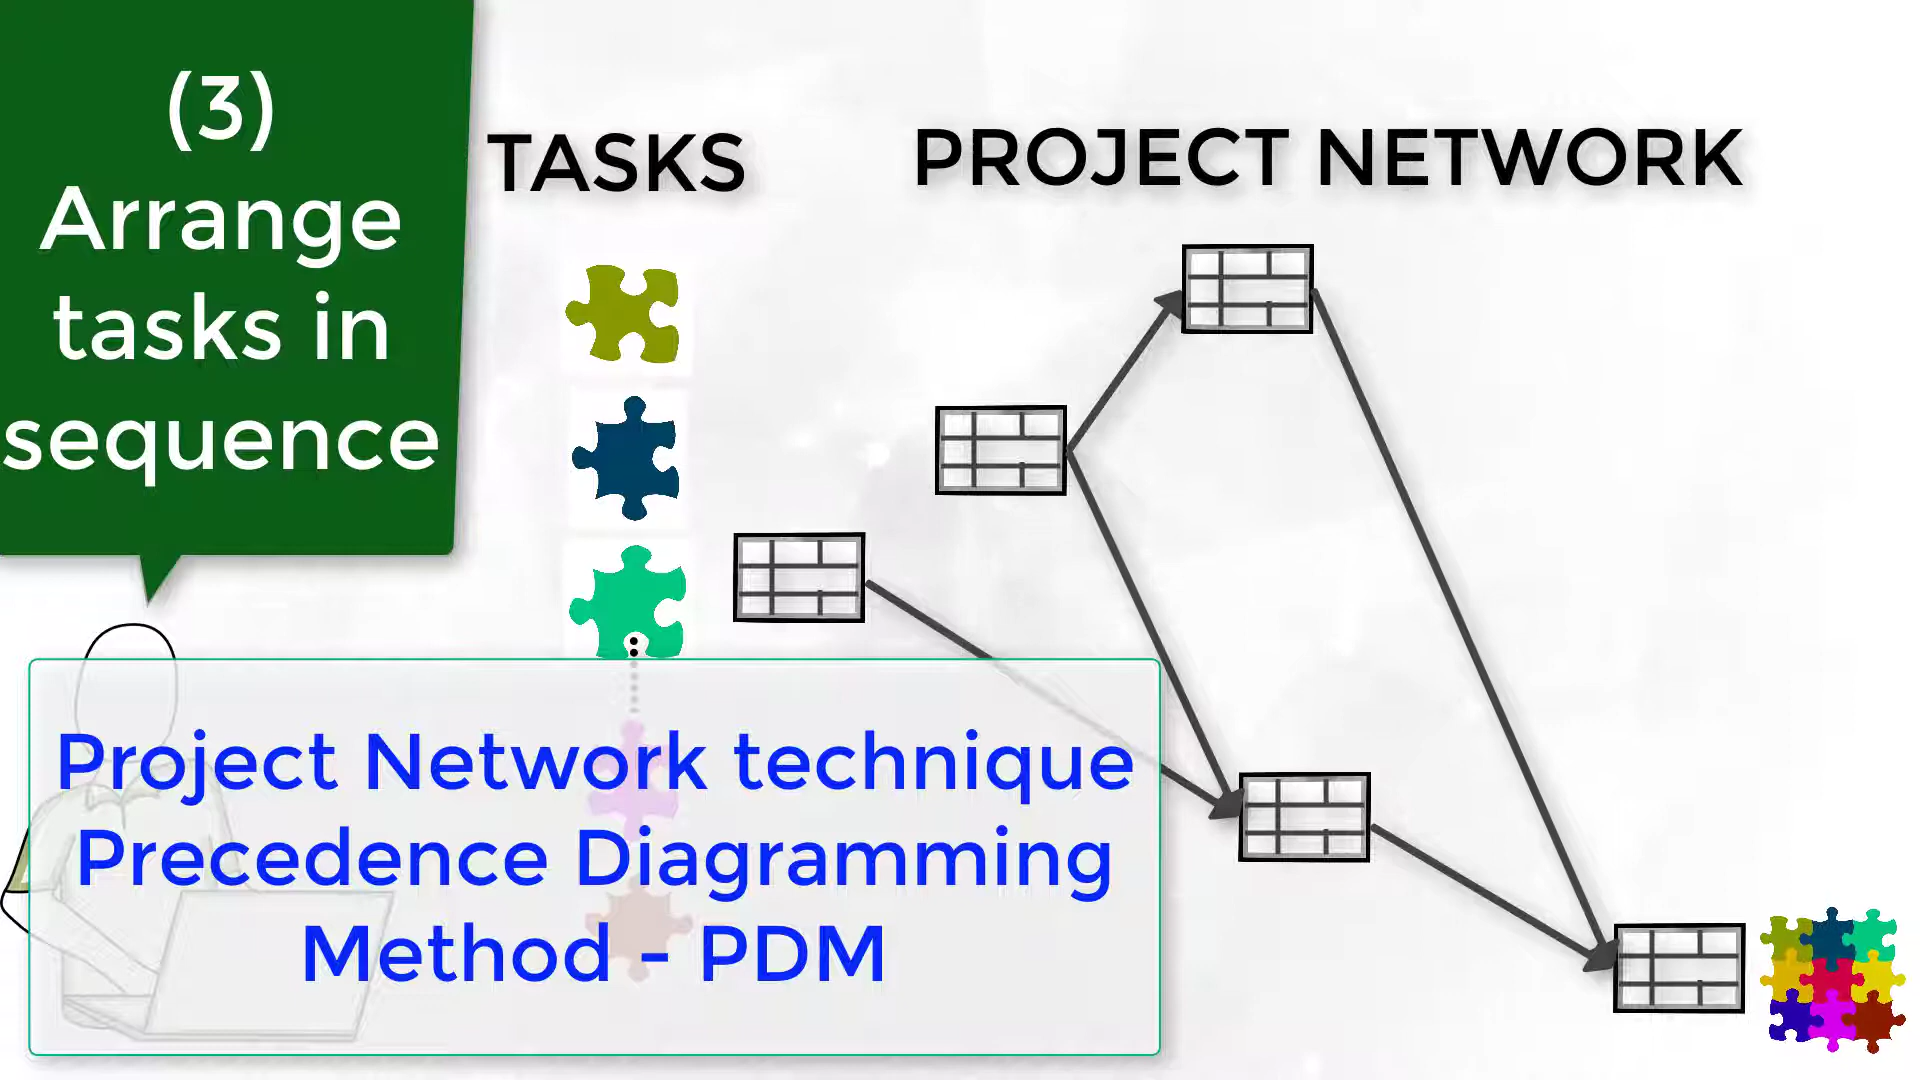 (3)
Arrange
tasks in
sequence
TASKS
PROJECT NETWORK
Project Network technique
Precedence Diagramming
Method - PDM